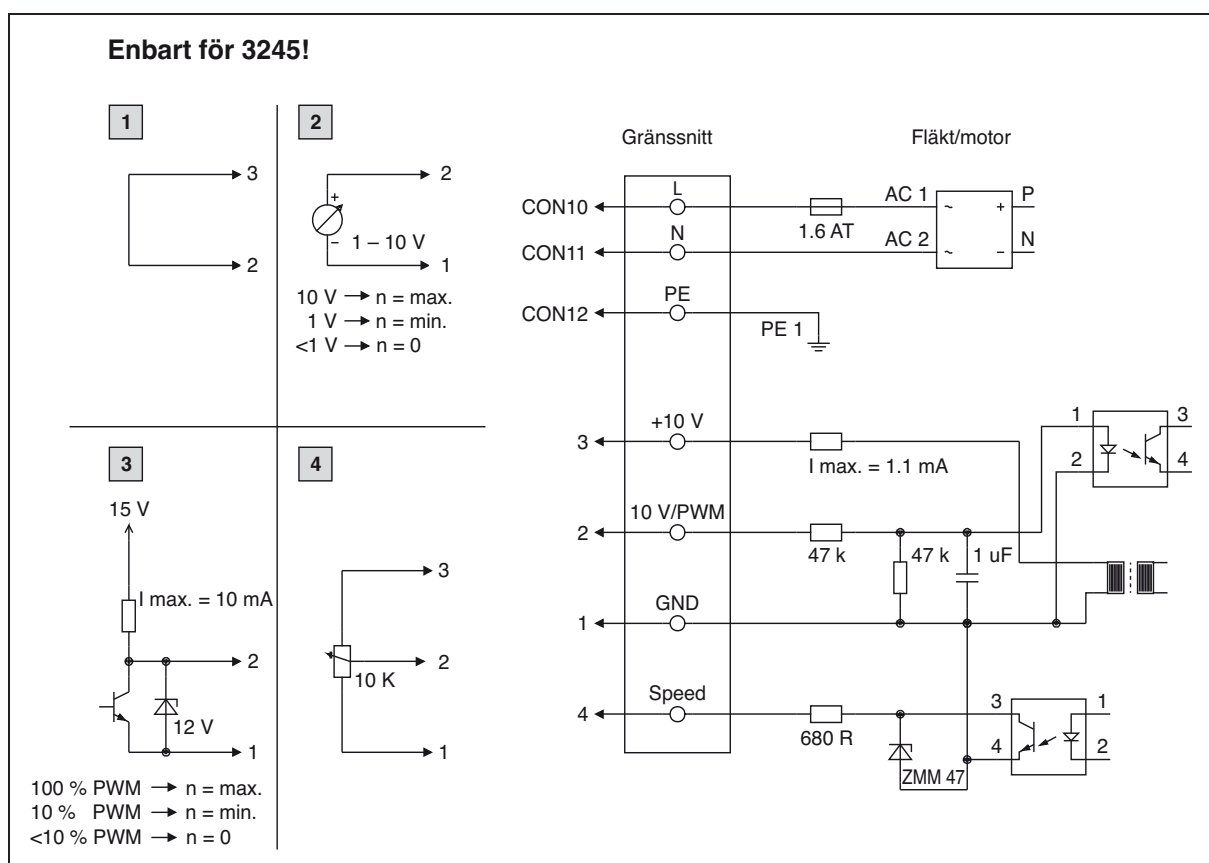 Enbart för 3245!
1
3
2
2
2
+
–
1 – 10 V
1
10 V → n = max.
1 V → n = min.
<1 V → n = 0
3
15 V
I max. = 10 mA
2
12 V
1
100 % PWM → n = max.
10 % PWM → n = min.
<10 % PWM → n = 0
4
3
2
10 K
1
Gränssnitt
Fläkt/motor
CON10
L
1.6 AT
AC 1
~
+
P
CON11
N
AC 2
~
–
N
CON12
PE
PE 1
3
+10 V
I max. = 1.1 mA
1
2
3
4
2
10 V/PWM
47 k
47 k
1 uF
1
GND
4
Speed
680 R
ZMM 47
3
4
1
2